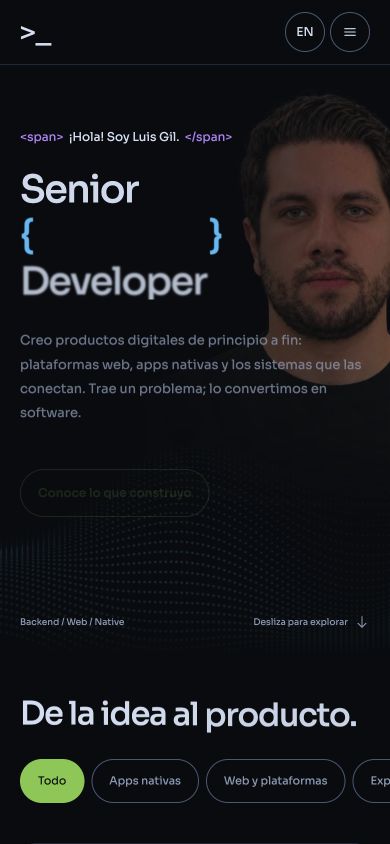 >_
EN
<span> ¡Hola! Soy Luis Gil. </span>
Senior
{ }
Developer
Creo productos digitales de principio a fin:
plataformas web, apps nativas y los sistemas que las
conectan. Trae un problema; lo convertimos en
software.
Conoce lo que construyo
Backend / Web / Native
Desliza para explorar ↓
De la idea al producto.
Todo
Apps nativas
Web y plataformas
Exp